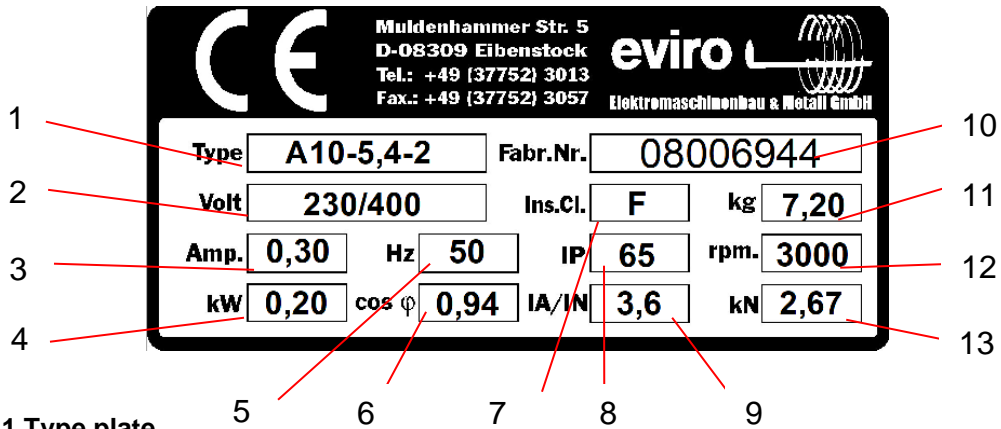 Muldenhammer Str. 5
D-08309 Eibenstock
Tel.: +49 (37752) 3013
Fax.: +49 (37752) 3057
eviro
Elektromaschinenbau & Metall GmbH
1 Type A10-5,4-2 Fabr.Nr. 08006944 10
2 Volt 230/400 Ins.Cl. F kg 7,20 11
3 Amp. 0,30 Hz 50 IP 65 rpm. 3000 12
4 kW 0,20 cos φ 0,94 IA/IN 3,6 kN 2,67 13
5 6 7 8 9
1 Type plate